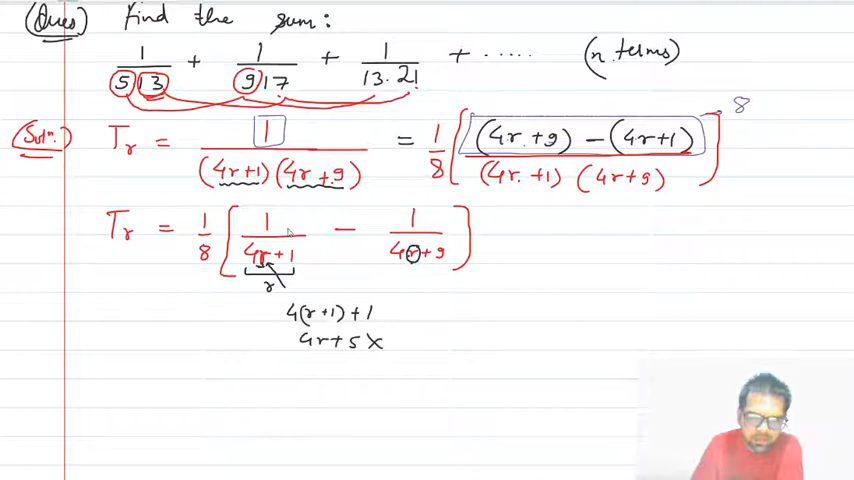 (Ques) Find the sum:
1/(5 13) + 1/(9 17) + 1/(13. 21) + ...... (n terms)
(Soln.) Tr = 1/((4r+1)(4r+9)) = 1/8 [((4r+9) - (4r+1))/((4r+1)(4r+9))] 8
Tr = 1/8 [1/(4r+1) - 1/(4r+9)]
r
4(r+1)+1
4r+5 x